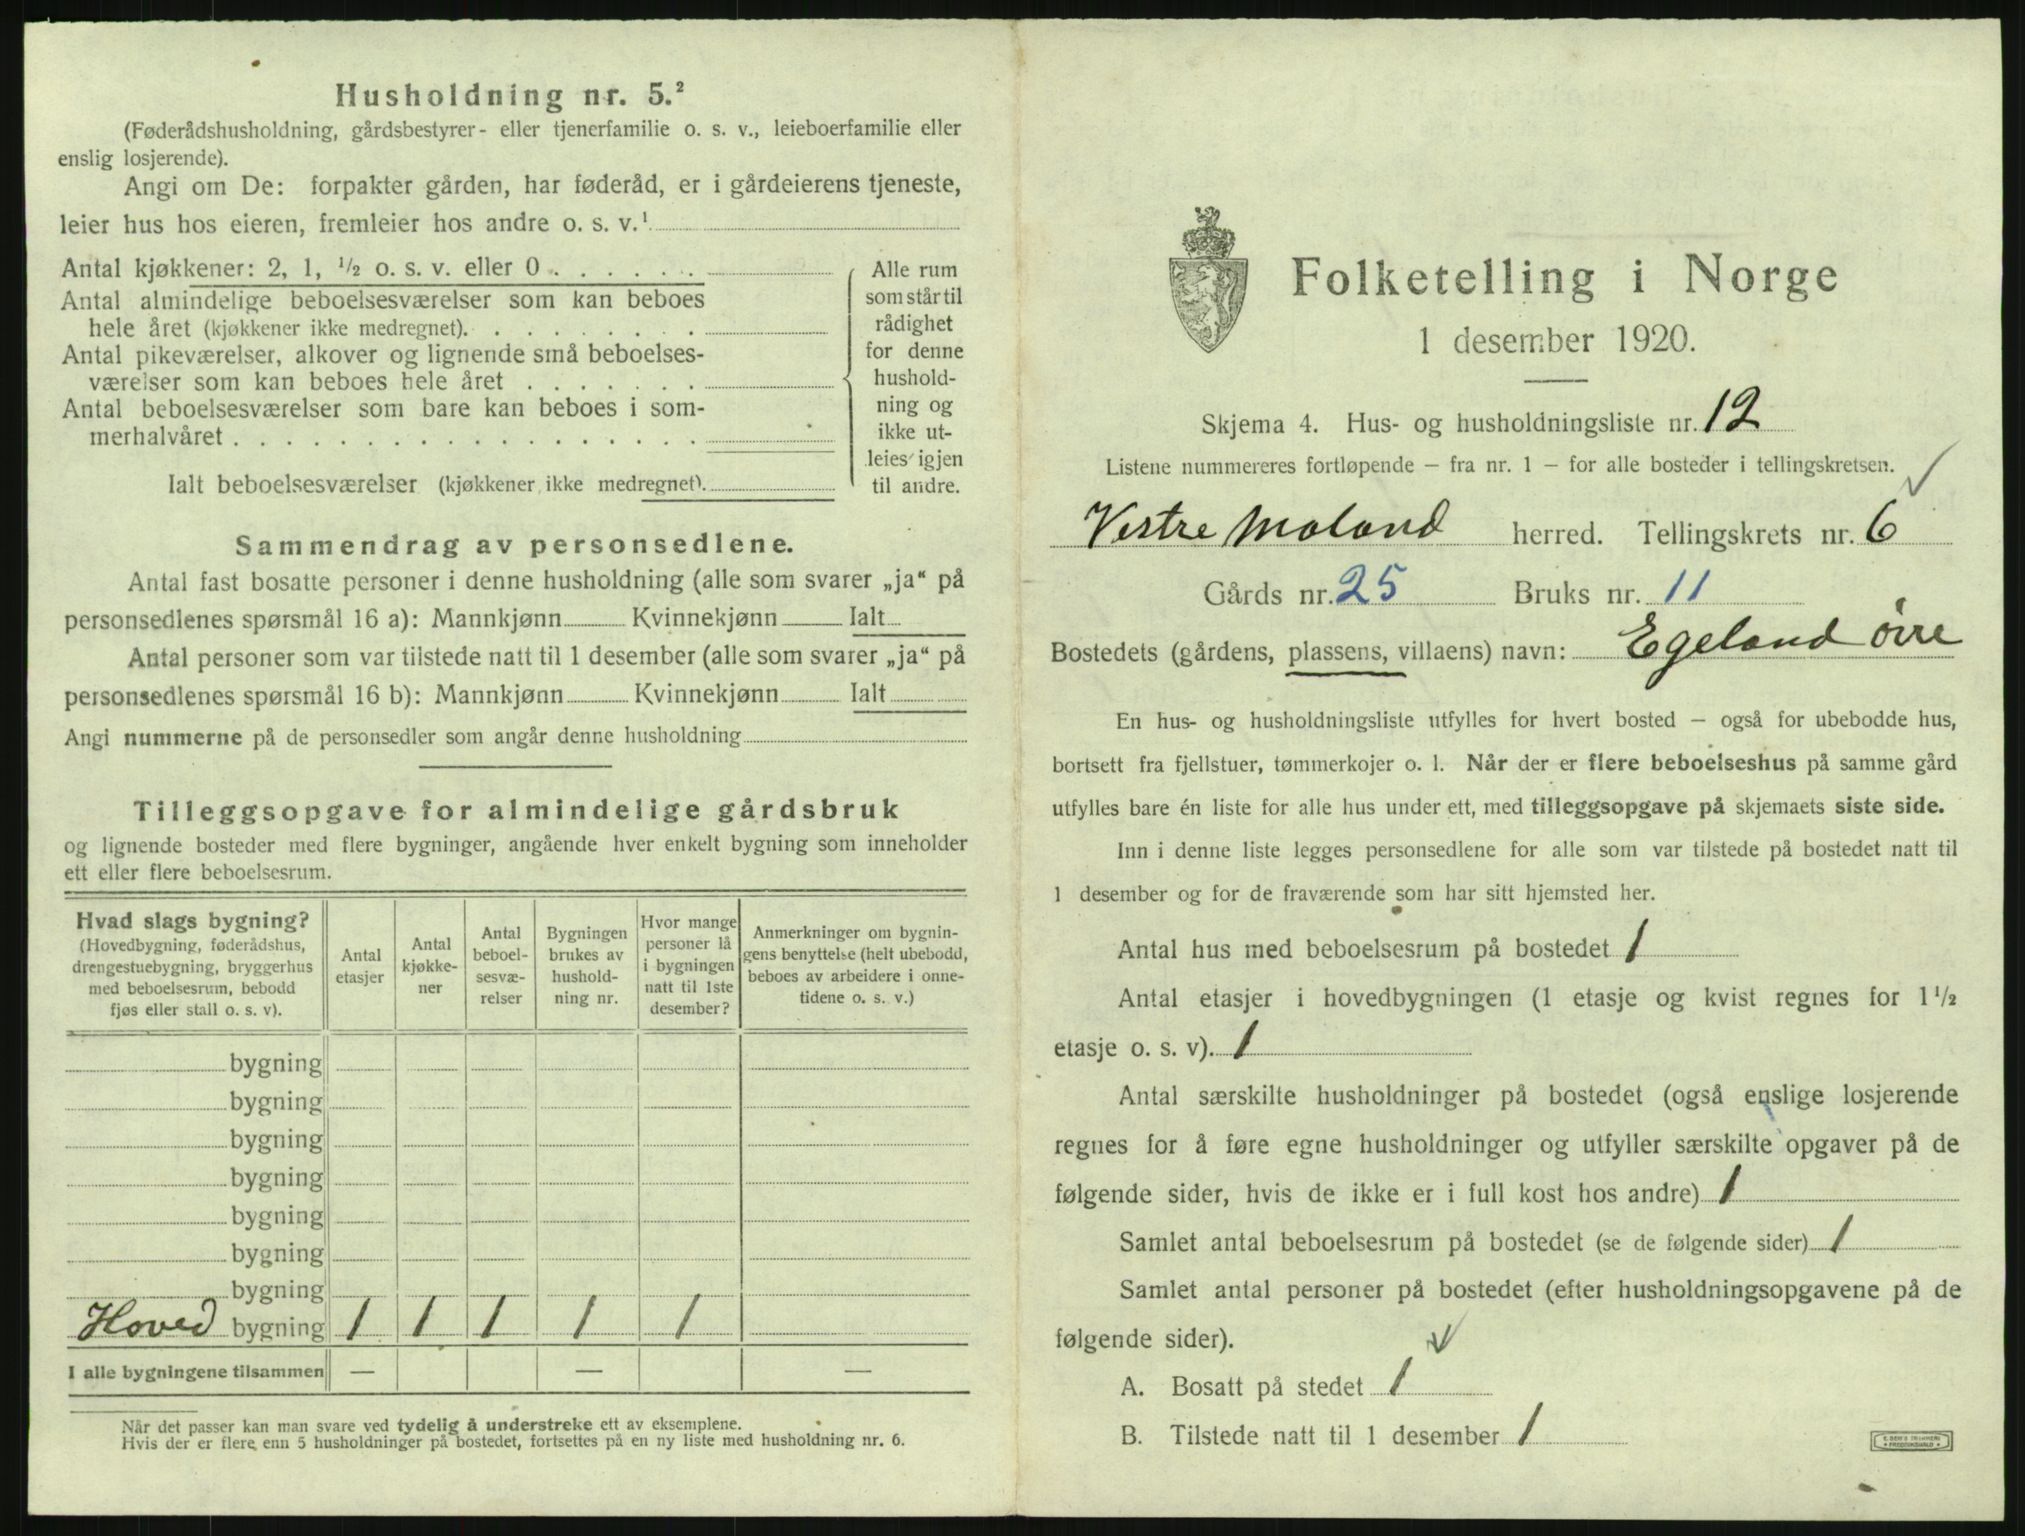 Husholdning nr. 5.²
(Føderådshusholdning, gårdsbestyrer- eller tjenerfamilie o. s. v., leieboerfamilie eller
enslig losjerende).
Angi om De: forpakter gården, har føderåd, er i gårdeierens tjeneste,
leier hus hos eieren, fremleier hos andre o. s. v.¹
Antal kjøkkener: 2, 1, ½ o. s. v. eller 0 . . . . . .
Antal almindelige beboelsesværelser som kan beboes
hele året (kjøkkener ikke medregnet). . . . . . . . .
Antal pikeværelser, alkover og lignende små beboelses-
værelser som kan beboes hele året . . . . . . .
Antal beboelsesværelser som bare kan beboes i som-
merhalvåret . . . . . . . . . . . . . . . . . .
Ialt beboelsesværelser (kjøkkener ikke medregnet).
Alle rum
som står til
rådighet
for denne
hushold-
ning og
ikke ut-
leies igjen
til andre.
Sammendrag av personsedlene.
Antal fast bosatte personer i denne husholdning (alle som svarer „ja“ på
personsedlenes spørsmål 16 a): Mannkjønn Kvinnekjønn Ialt
Antal personer som var tilstede natt til 1 desember (alle som svarer „ja“ på
personsedlenes spørsmål 16 b): Mannkjønn Kvinnekjønn Ialt
Angi nummerne på de personsedler som angår denne husholdning
Tilleggsopgave for almindelige gårdsbruk
og lignende bosteder med flere bygninger, angående hver enkelt bygning som inneholder
ett eller flere beboelsesrum.
Hvad slags bygning?
(Hovedbygning, føderådshus,
drengestuebygning, bryggerhus
med beboelsesrum, bebodd
fjøs eller stall o. s. v).
Antal
etasjer
Antal
kjøkke-
ner
Antal
beboel-
sesvæ-
relser
Bygningen
brukes av
hushold-
ning nr.
Hvor mange
personer lå
i bygningen
natt til 1ste
desember?
Anmerkninger om bygnin-
gens benyttelse (helt ubebodd,
beboes av arbeidere i onne-
tidene o. s. v.)
bygning
bygning
bygning
bygning
bygning
bygning
bygning
Hoved bygning 1 1 1 1 1
I alle bygningene tilsammen — — —
Når det passer kan man svare ved tydelig å understreke ett av eksemplene.
Hvis der er flere enn 5 husholdninger på bostedet, fortsettes på en ny liste med husholdning nr. 6.
Folketelling i Norge
1 desember 1920.
Skjema 4. Hus- og husholdningsliste nr. 12
Listene nummereres fortløpende — fra nr. 1 — for alle bosteder i tellingskretsen.
Vestre Moland herred. Tellingskrets nr. 6
Gårds nr. 25 Bruks nr. 11
Bostedets (gårdens, plassens, villaens) navn: Egeland öire
En hus- og husholdningsliste utfylles for hvert bosted — også for ubebodde hus,
bortsett fra fjellstuer, tømmerkojer o. l. Når der er flere beboelseshus på samme gård
utfylles bare én liste for alle hus under ett, med tilleggsopgave på skjemaets siste side.
Inn i denne liste legges personsedlene for alle som var tilstede på bostedet natt til
1 desember og for de fraværende som har sitt hjemsted her.
Antal hus med beboelsesrum på bostedet 1
Antal etasjer i hovedbygningen (1 etasje og kvist regnes for 1½
etasje o. s. v). 1
Antal særskilte husholdninger på bostedet (også enslige losjerende
regnes for å føre egne husholdninger og utfyller særskilte opgaver på de
følgende sider, hvis de ikke er i full kost hos andre) 1
Samlet antal beboelsesrum på bostedet (se de følgende sider) 1
Samlet antal personer på bostedet (efter husholdningsopgavene på de
følgende sider).
A. Bosatt på stedet 1
B. Tilstede natt til 1 desember 1